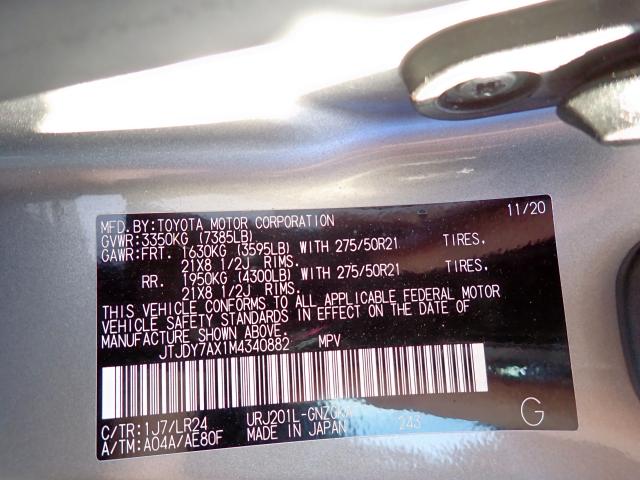 MFD.BY:TOYOTA MOTOR CORPORATION 11/20
GVWR:3350KG (7385LB)
GAWR:FRT. 1630KG (3595LB) WITH 275/50R21 TIRES.
21X8 1/2J RIMS.
RR. 1950KG (4300LB) WITH 275/50R21 TIRES.
21X8 1/2J RIMS.
THIS VEHICLE CONFORMS TO ALL APPLICABLE FEDERAL MOTOR
VEHICLE SAFETY STANDARDS IN EFFECT ON THE DATE OF
MANUFACTURE SHOWN ABOVE.
JTJDY7AX1M4340882 MPV
C/TR:1J7/LR24 URJ201L-GNZGKA 243
A/TM:A04A/AE80F MADE IN JAPAN G